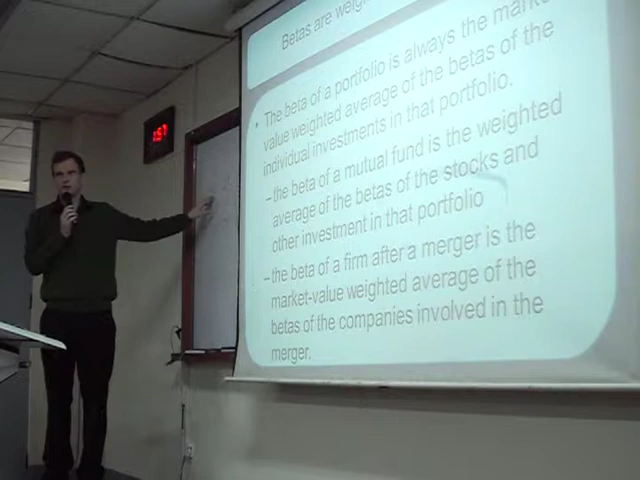 Betas are weigh
• The beta of a portfolio is always the marke
value weighted average of the betas of the
individual investments in that portfolio.
– the beta of a mutual fund is the weighted
average of the betas of the stocks and
other investment in that portfolio
– the beta of a firm after a merger is the
market-value weighted average of the
betas of the companies involved in the
merger.